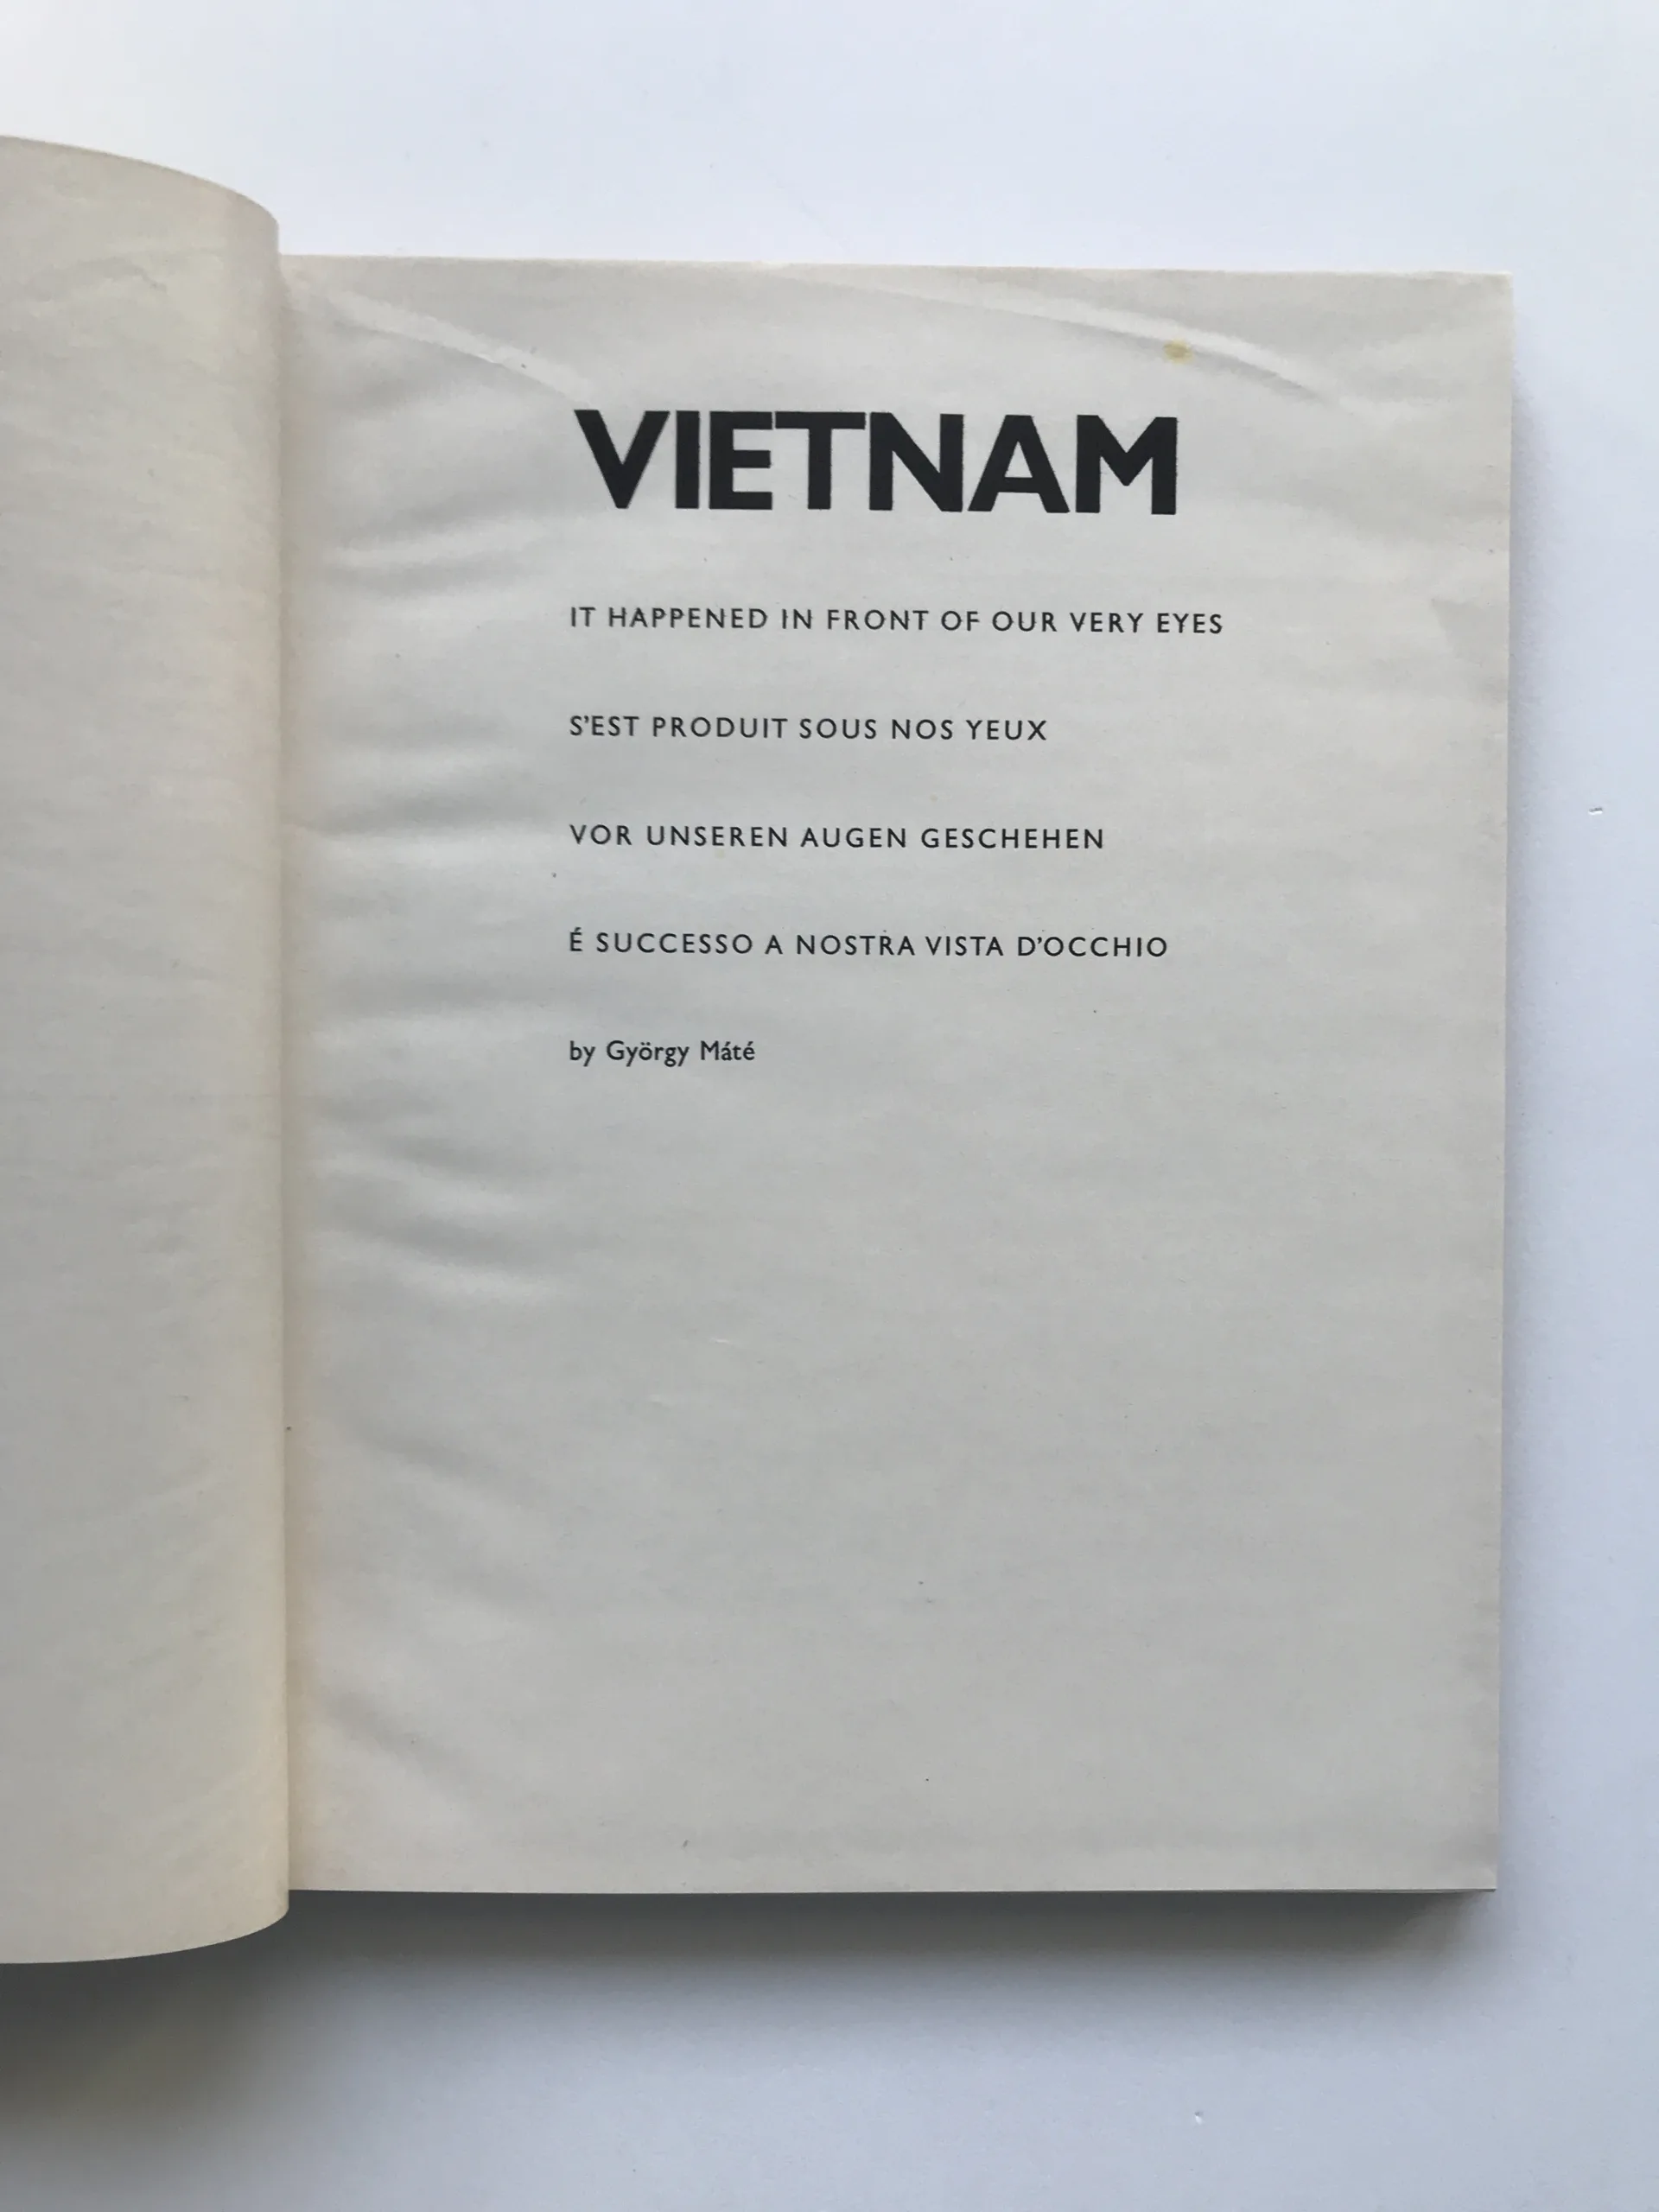 VIETNAM
IT HAPPENED IN FRONT OF OUR VERY EYES
S'EST PRODUIT SOUS NOS YEUX
VOR UNSEREN AUGEN GESCHEHEN
É SUCCESSO A NOSTRA VISTA D'OCCHIO
by György Máté